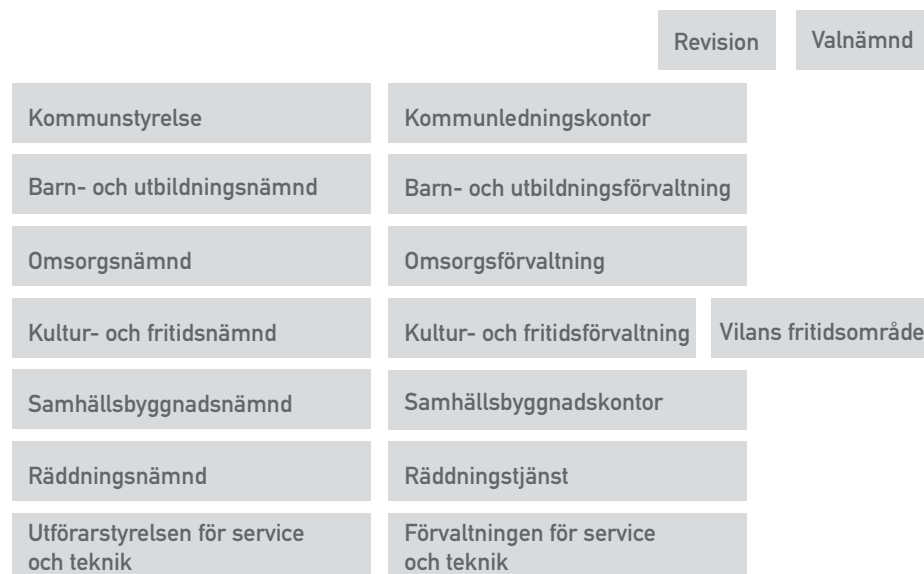 Revision
Valnämnd
Kommunstyrelse
Kommunledningskontor
Barn- och utbildningsnämnd
Barn- och utbildningsförvaltning
Omsorgsnämnd
Omsorgsförvaltning
Kultur- och fritidsnämnd
Kultur- och fritidsförvaltning
Vilans fritidsområde
Samhällsbyggnadsnämnd
Samhällsbyggnadskontor
Räddningsnämnd
Räddningstjänst
Utförarstyrelsen för service
och teknik
Förvaltningen för service
och teknik